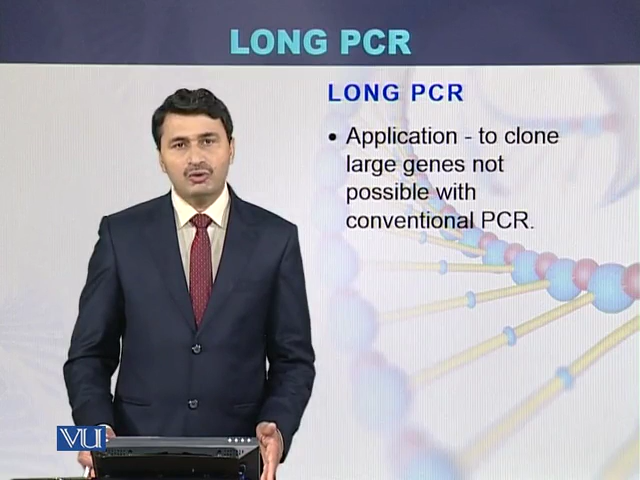 LONG PCR
LONG PCR
• Application - to clone
large genes not
possible with
conventional PCR.
VU